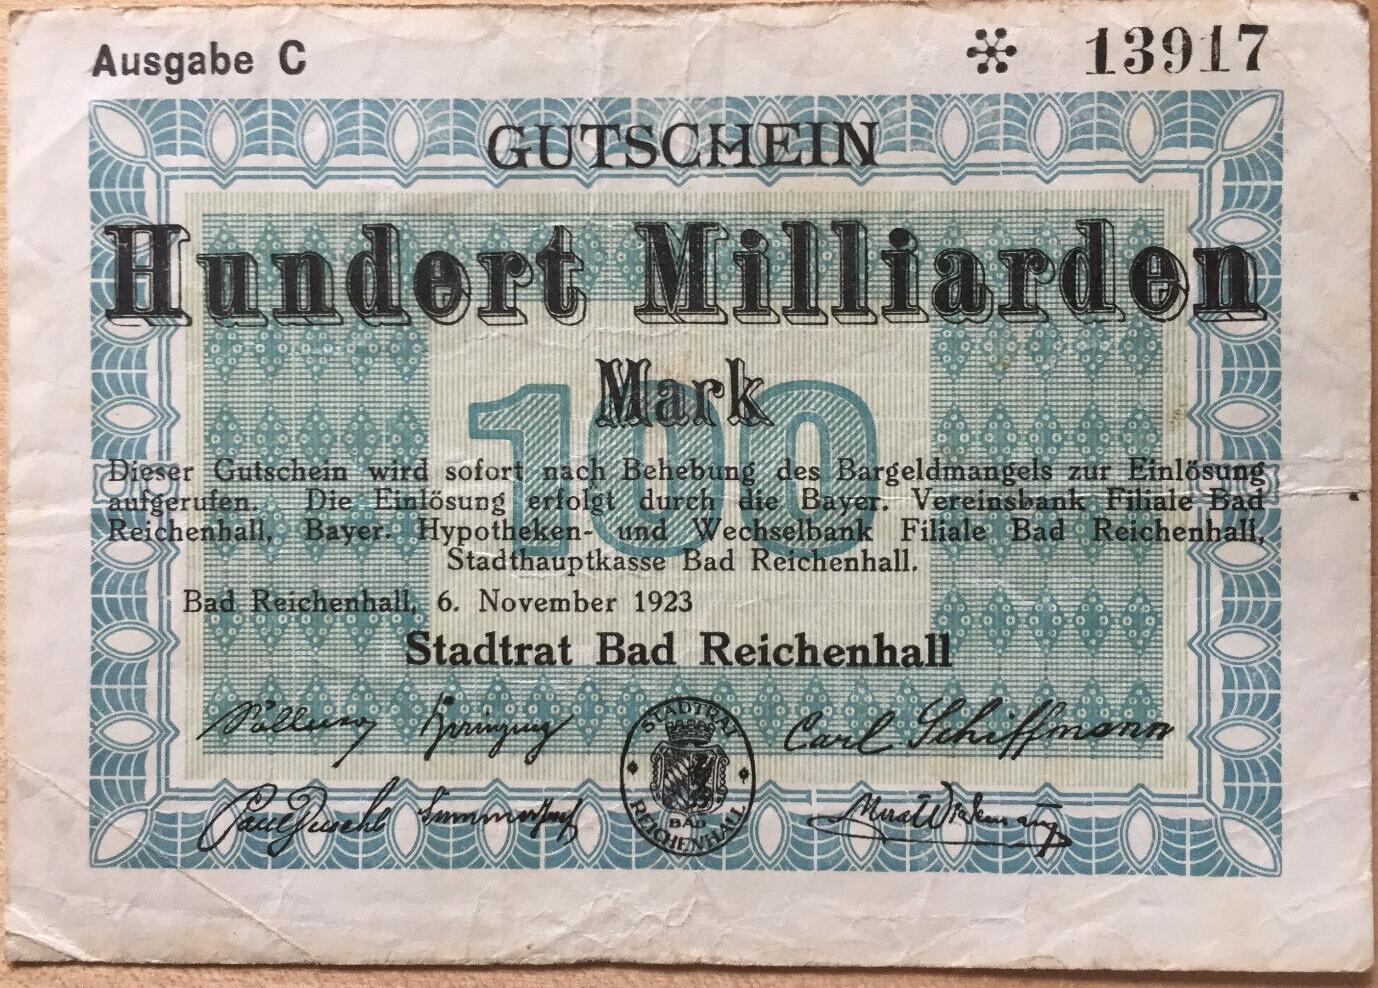 Ausgabe C
13917
GUTSCHEIN
Hundert Milliarden
Mark
100
Dieser Gutschein wird sofort nach Behebung des Bargeldmangels zur Einlösung
aufgerufen. Die Einlösung erfolgt durch die Bayer. Vereinsbank Filiale Bad
Reichenhall, Bayer. Hypotheken- und Wechselbank Filiale Bad Reichenhall,
Stadthauptkasse Bad Reichenhall.
Bad Reichenhall, 6. November 1923
Stadtrat Bad Reichenhall
Carl Schiffmann
STADTRAT
BAD
REICHENHALL